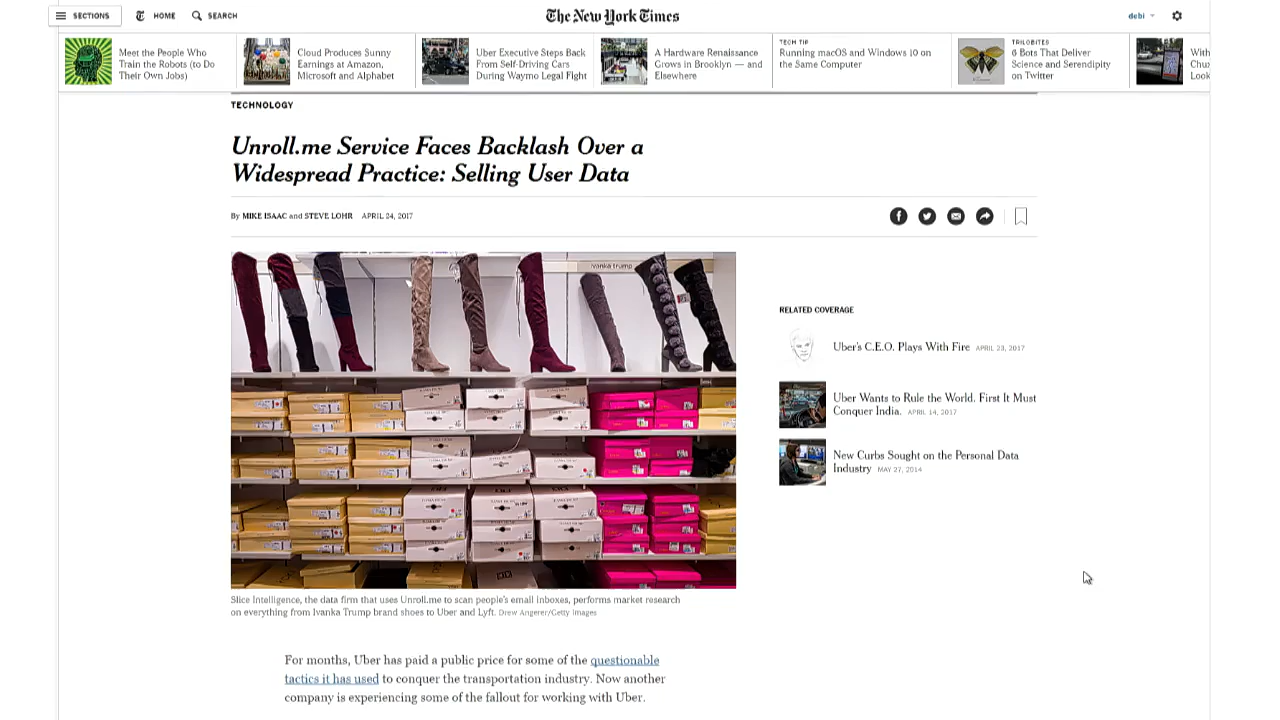 SECTIONS
HOME
SEARCH
The New York Times
debi
Meet the People Who
Train the Robots (to Do
Their Own Jobs)
Cloud Produces Sunny
Earnings at Amazon,
Microsoft and Alphabet
Uber Executive Steps Back
From Self-Driving Cars
During Waymo Legal Fight
A Hardware Renaissance
Grows in Brooklyn — and
Elsewhere
TECH TIP
Running macOS and Windows 10 on
the Same Computer
TRILOBITES
6 Bots That Deliver
Science and Serendipity
on Twitter
With
Chu
Look
TECHNOLOGY
Unroll.me Service Faces Backlash Over a
Widespread Practice: Selling User Data
By MIKE ISAAC and STEVE LOHR APRIL 24, 2017
ivanka trump
RELATED COVERAGE
Uber's C.E.O. Plays With Fire APRIL 23, 2017
Uber Wants to Rule the World. First It Must
Conquer India. APRIL 14, 2017
New Curbs Sought on the Personal Data
Industry MAY 27, 2014
Slice Intelligence, the data firm that uses Unroll.me to scan people's email inboxes, performs market research
on everything from Ivanka Trump brand shoes to Uber and Lyft. Drew Angerer/Getty Images
For months, Uber has paid a public price for some of the questionable
tactics it has used to conquer the transportation industry. Now another
company is experiencing some of the fallout for working with Uber.